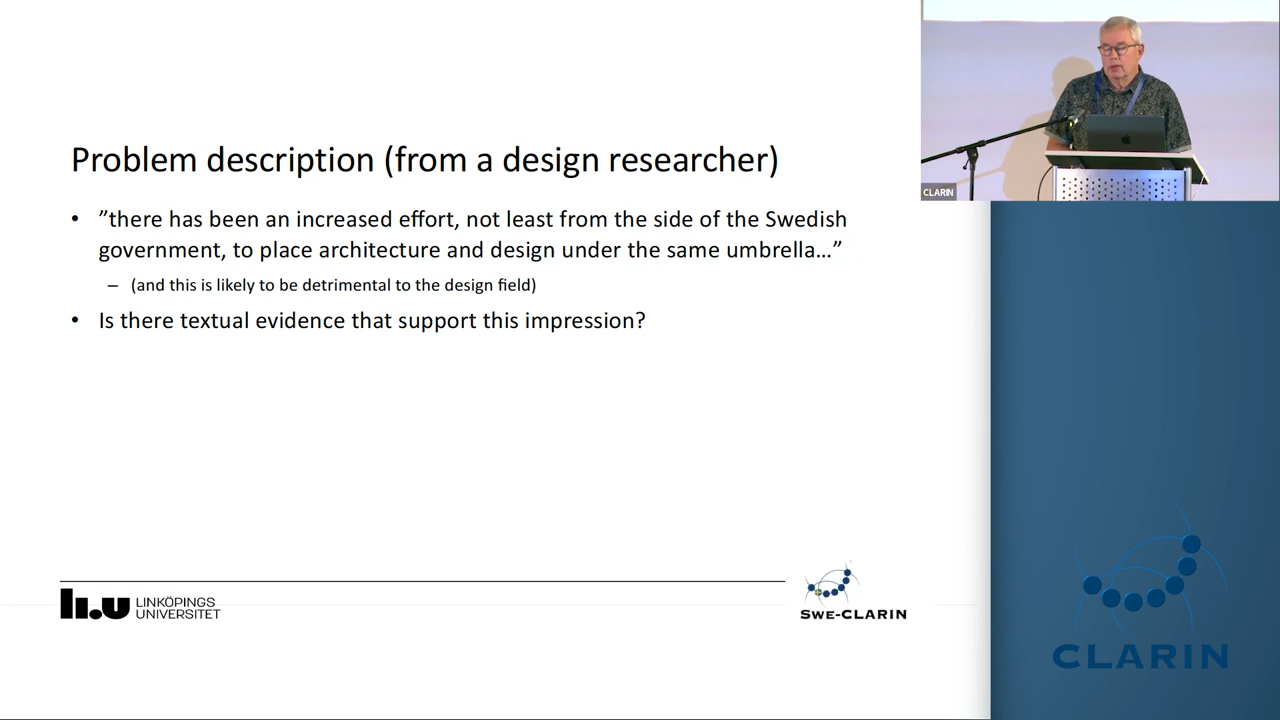 Problem description (from a design researcher)
• ”there has been an increased effort, not least from the side of the Swedish
government, to place architecture and design under the same umbrella…”
– (and this is likely to be detrimental to the design field)
• Is there textual evidence that support this impression?
CLARIN
li.u LINKÖPINGS
UNIVERSITET
SWE-CLARIN
CLARIN